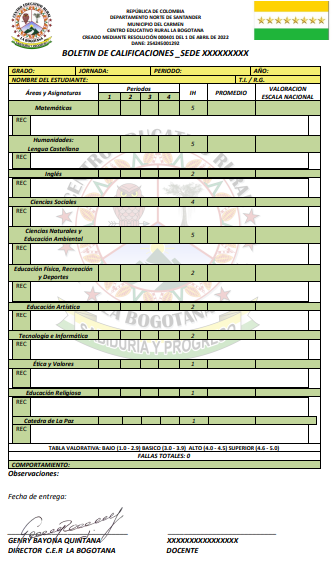 REPÚBLICA DE COLOMBIA
DEPARTAMENTO NORTE DE SANTANDER
MUNICIPIO DEL CARMEN
CENTRO EDUCATIVO RURAL LA BOGOTANA
CREADO MEDIANTE RESOLUCIÓN 000401 DEL 1 DE ABRIL DE 2022
DANE: 254245001292
BOLETIN DE CALIFICACIONES _SEDE XXXXXXXXX
GRADO: JORNADA: PERIODO: AÑO:
NOMBRE DEL ESTUDIANTE: T.I. / R.G.
Áreas y Asignaturas Periodos IH PROMEDIO VALORACION ESCALA NACIONAL
1 2 3 4
Matemáticas 5
REC
Humanidades: Lengua Castellana 5
REC
Inglés 2
REC
Ciencias Sociales 4
REC
Ciencias Naturales y Educación Ambiental 5
REC
Educación Física, Recreación y Deportes 2
REC
Educación Artística 2
REC
Tecnología e Informática 2
REC
Ética y Valores 1
REC
Educación Religiosa 1
REC
Catedra de La Paz 1
REC
TABLA VALORATIVA: BAJO (1.0 - 2.9) BASICO (3.0 - 3.9) ALTO (4.0 - 4.5) SUPERIOR (4.6 - 5.0)
FALLAS TOTALES: 0
COMPORTAMIENTO:
Observaciones:
Fecha de entrega:
GENRY BAYONA QUINTANA XXXXXXXXXXXXXXX
DIRECTOR C.E.R LA BOGOTANA DOCENTE